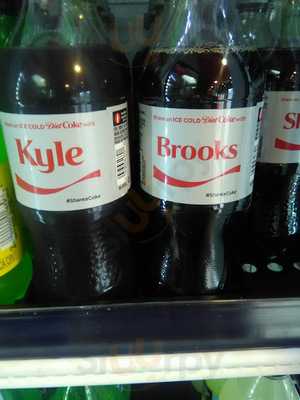 Share an ICE COLD Diet Coke with
Kyle
#ShareaCoke
Share an ICE COLD Diet Coke with
Brooks
#ShareaCoke